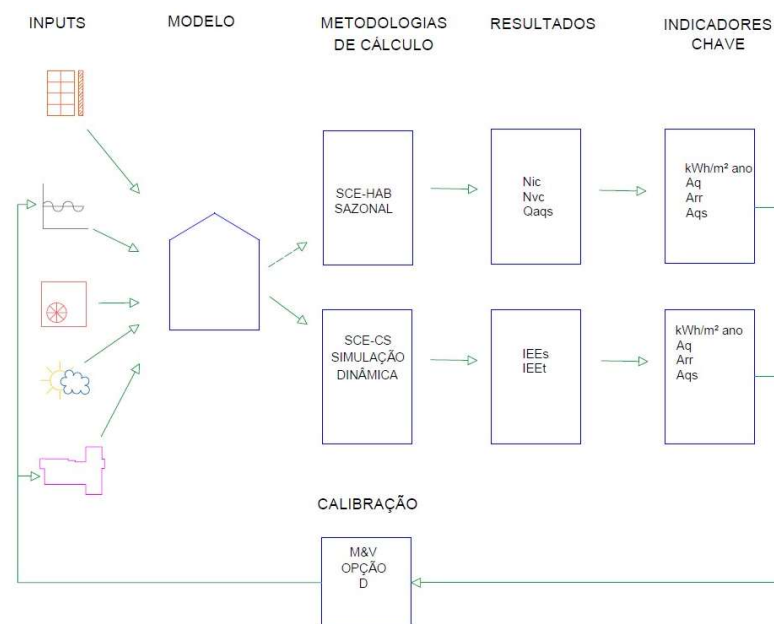 INPUTS
MODELO
METODOLOGIAS
DE CÁLCULO
RESULTADOS
INDICADORES
CHAVE
SCE-HAB
SAZONAL
Nic
Nvc
Qaqs
kWh/m² ano
Aq
Arr
Aqs
SCE-CS
SIMULAÇÃO
DINÂMICA
IEEs
IEEt
kWh/m² ano
Aq
Arr
Aqs
CALIBRAÇÃO
M&V
OPÇÃO
D